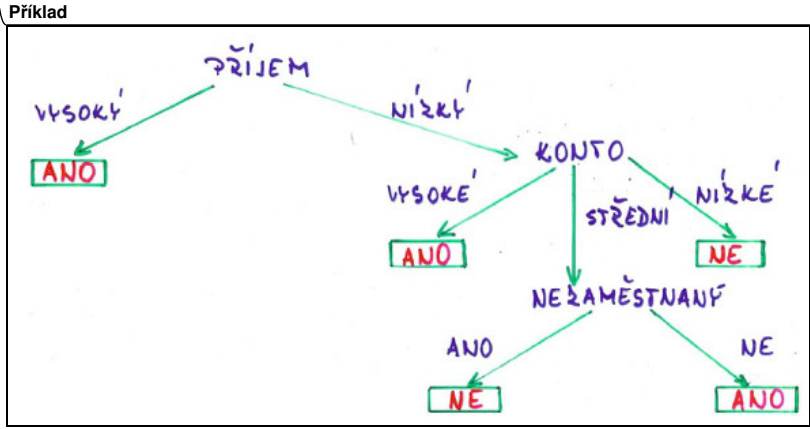 Příklad
PŘÍJEM
VYSOKÝ
NÍZKÝ
ANO
KONTO
VYSOKÉ
STŘEDNÍ
NÍZKÉ
ANO
NE
NEZAMĚSTNANÝ
ANO
NE
NE
ANO